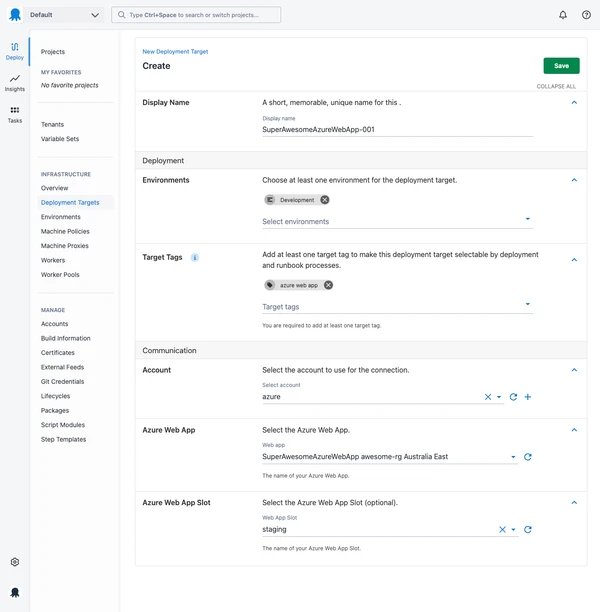 Default
Type Ctrl+Space to search or switch projects...
Deploy
Insights
Tasks
Projects
MY FAVORITES
No favorite projects
Tenants
Variable Sets
INFRASTRUCTURE
Overview
Deployment Targets
Environments
Machine Policies
Machine Proxies
Workers
Worker Pools
MANAGE
Accounts
Build Information
Certificates
External Feeds
Git Credentials
Lifecycles
Packages
Script Modules
Step Templates
New Deployment Target
Create
Save
COLLAPSE ALL
Display Name
A short, memorable, unique name for this .
Display name
SuperAwesomeAzureWebApp-001
Deployment
Environments
Choose at least one environment for the deployment target.
Development
Select environments
Target Tags
Add at least one target tag to make this deployment target selectable by deployment
and runbook processes.
azure web app
Target tags
You are required to add at least one target tag.
Communication
Account
Select the account to use for the connection.
Select account
azure
Azure Web App
Select the Azure Web App.
Web app
SuperAwesomeAzureWebApp awesome-rg Australia East
The name of your Azure Web App.
Azure Web App Slot
Select the Azure Web App Slot (optional).
Web App Slot
staging
The name of your Azure Web App Slot.